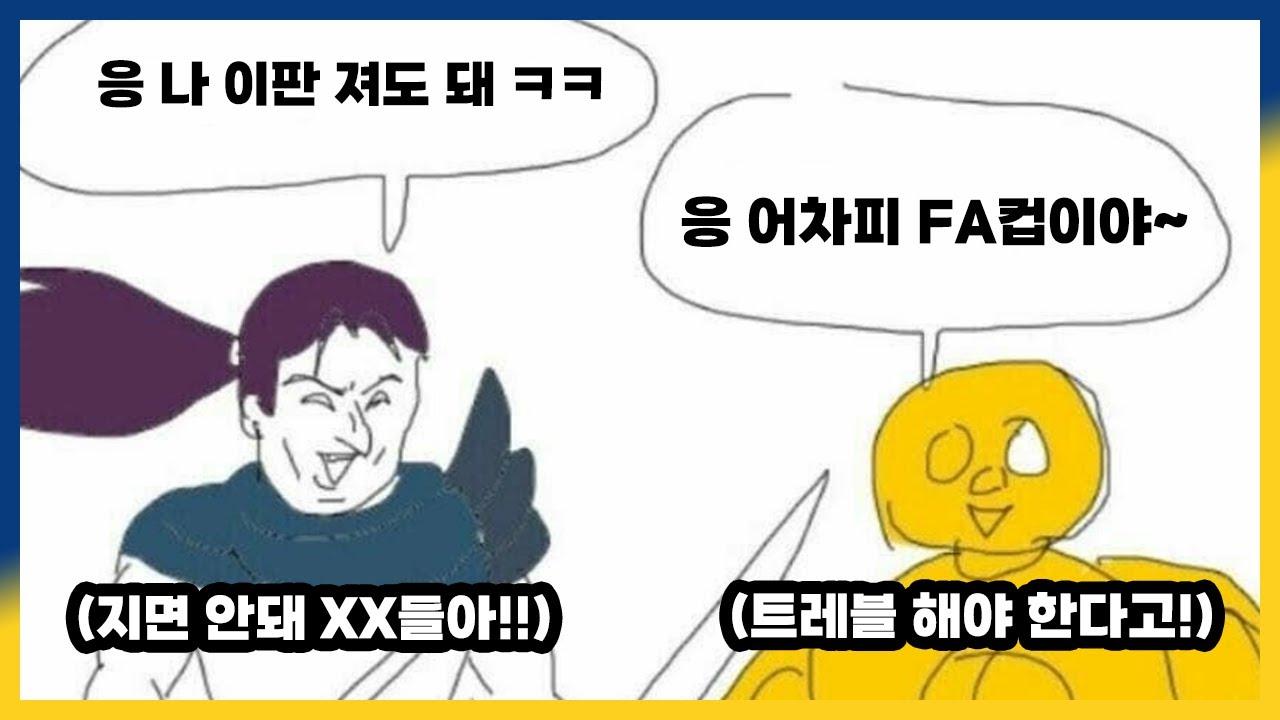 응 나 이판 져도 돼 ㅋㅋ
응 어차피 FA컵이야~
(지면 안돼 XX들아!!)
(트레블 해야 한다고!)